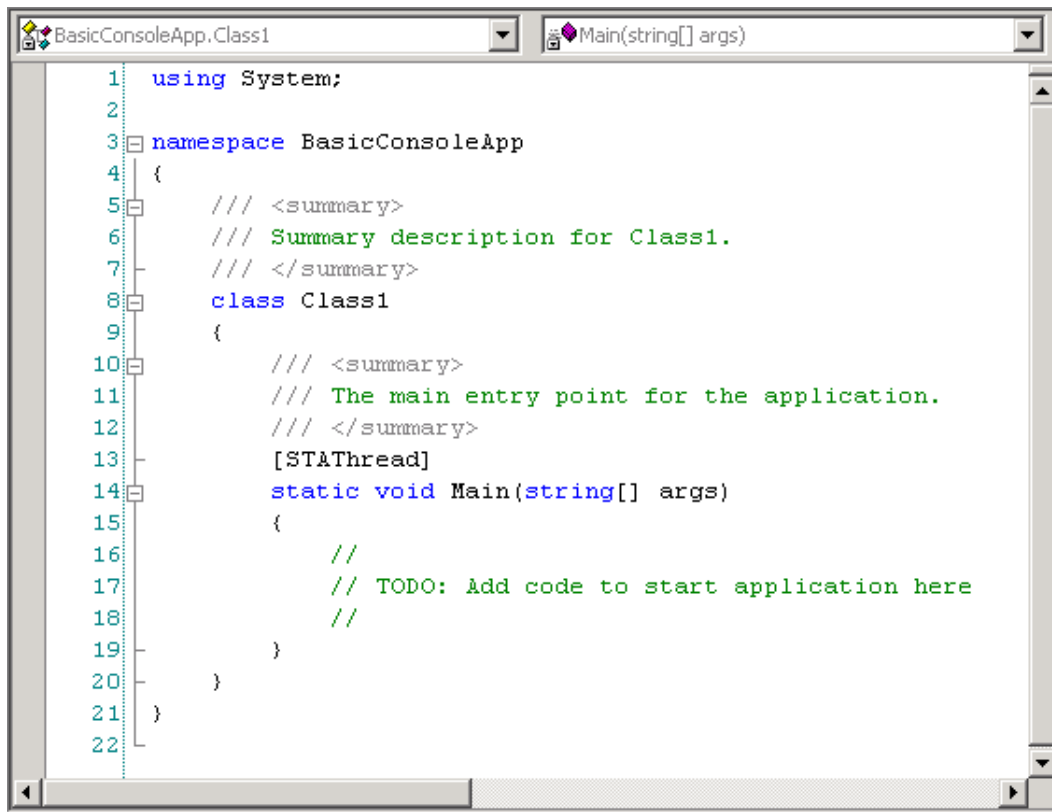 BasicConsoleApp.Class1 Main(string[] args)
1 using System;
2
3 namespace BasicConsoleApp
4 {
5 /// <summary>
6 /// Summary description for Class1.
7 /// </summary>
8 class Class1
9 {
10 /// <summary>
11 /// The main entry point for the application.
12 /// </summary>
13 [STAThread]
14 static void Main(string[] args)
15 {
16 //
17 // TODO: Add code to start application here
18 //
19 }
20 }
21 }
22